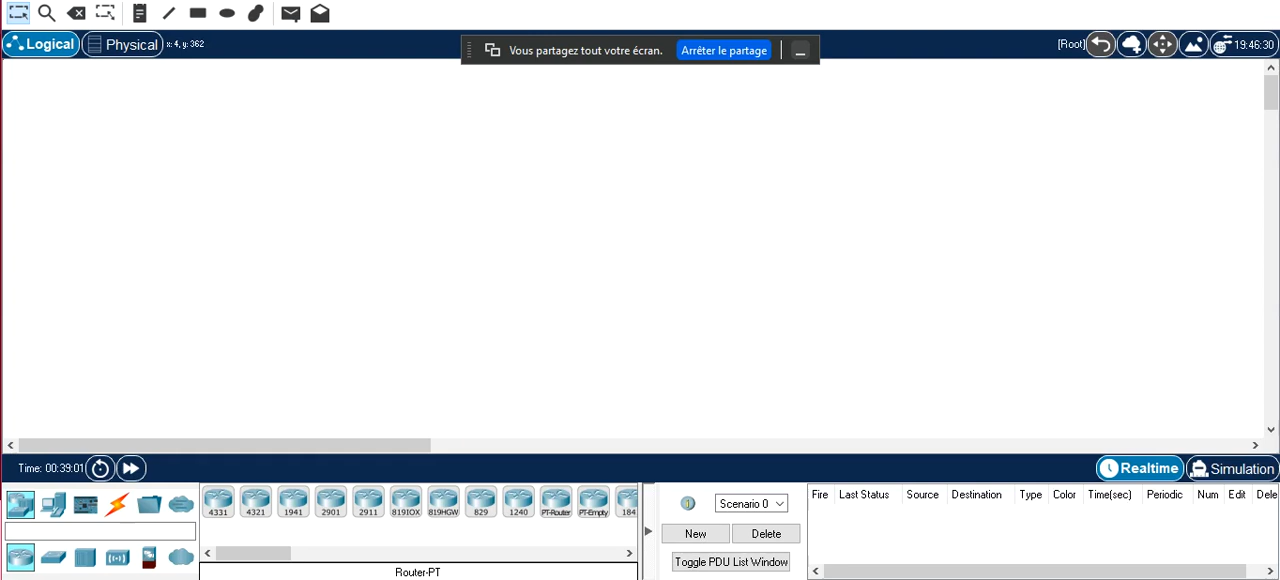 Logical Physical x: 4, y: 362 Vous partagez tout votre écran. Arrêter le partage [Root] 19:46:30
Time: 00:39:01 Realtime Simulation
4331 4321 1941 2901 2911 819IOX 819HGW 829 1240 PT-Router PT-Empty 184
Scenario 0
New Delete
Toggle PDU List Window
Fire Last Status Source Destination Type Color Time(sec) Periodic Num Edit Dele
Router-PT